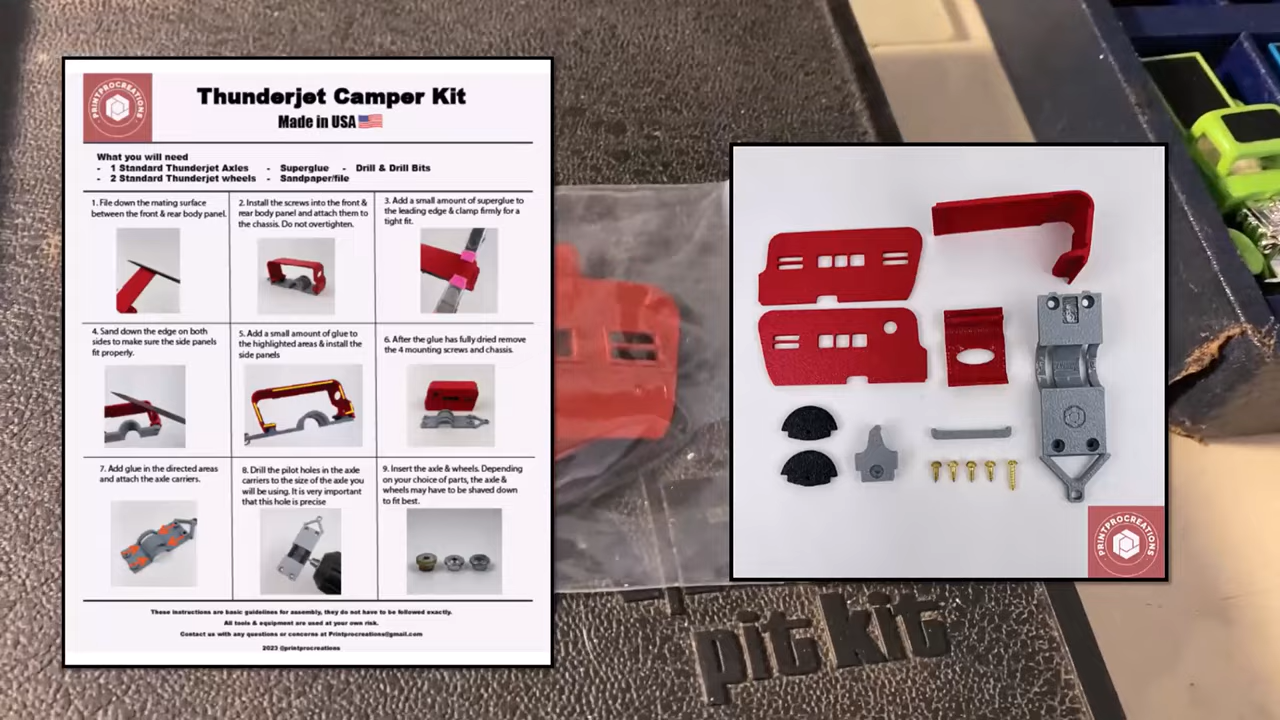 PRINTPROCREATIONS
Thunderjet Camper Kit
Made in USA
What you will need
- 1 Standard Thunderjet Axles - Superglue - Drill & Drill Bits
- 2 Standard Thunderjet wheels - Sandpaper/file
1. File down the mating surface
between the front & rear body panel.
2. Install the screws into the front &
rear body panel and attach them to
the chassis. Do not overtighten.
3. Add a small amount of superglue to
the leading edge & clamp firmly for a
tight fit.
4. Sand down the edge on both
sides to make sure the side panels
fit properly.
5. Add a small amount of glue to
the highlighted areas & install the
side panels
6. After the glue has fully dried remove
the 4 mounting screws and chassis.
7. Add glue in the directed areas
and attach the axle carriers.
8. Drill the pilot holes in the axle
carriers to the size of the axle you
will be using. It is very important
that this hole is precise
9. Insert the axle & wheels. Depending
on your choice of parts, the axle &
wheels may have to be shaved down
to fit best.
These instructions are basic guidelines for assembly, they do not have to be followed exactly.
All tools & equipment are used at your own risk.
Contact us with any questions or concerns at Printprocreations@gmail.com
2023 @printprocreations
PRINTPROCREATIONS
pit kit